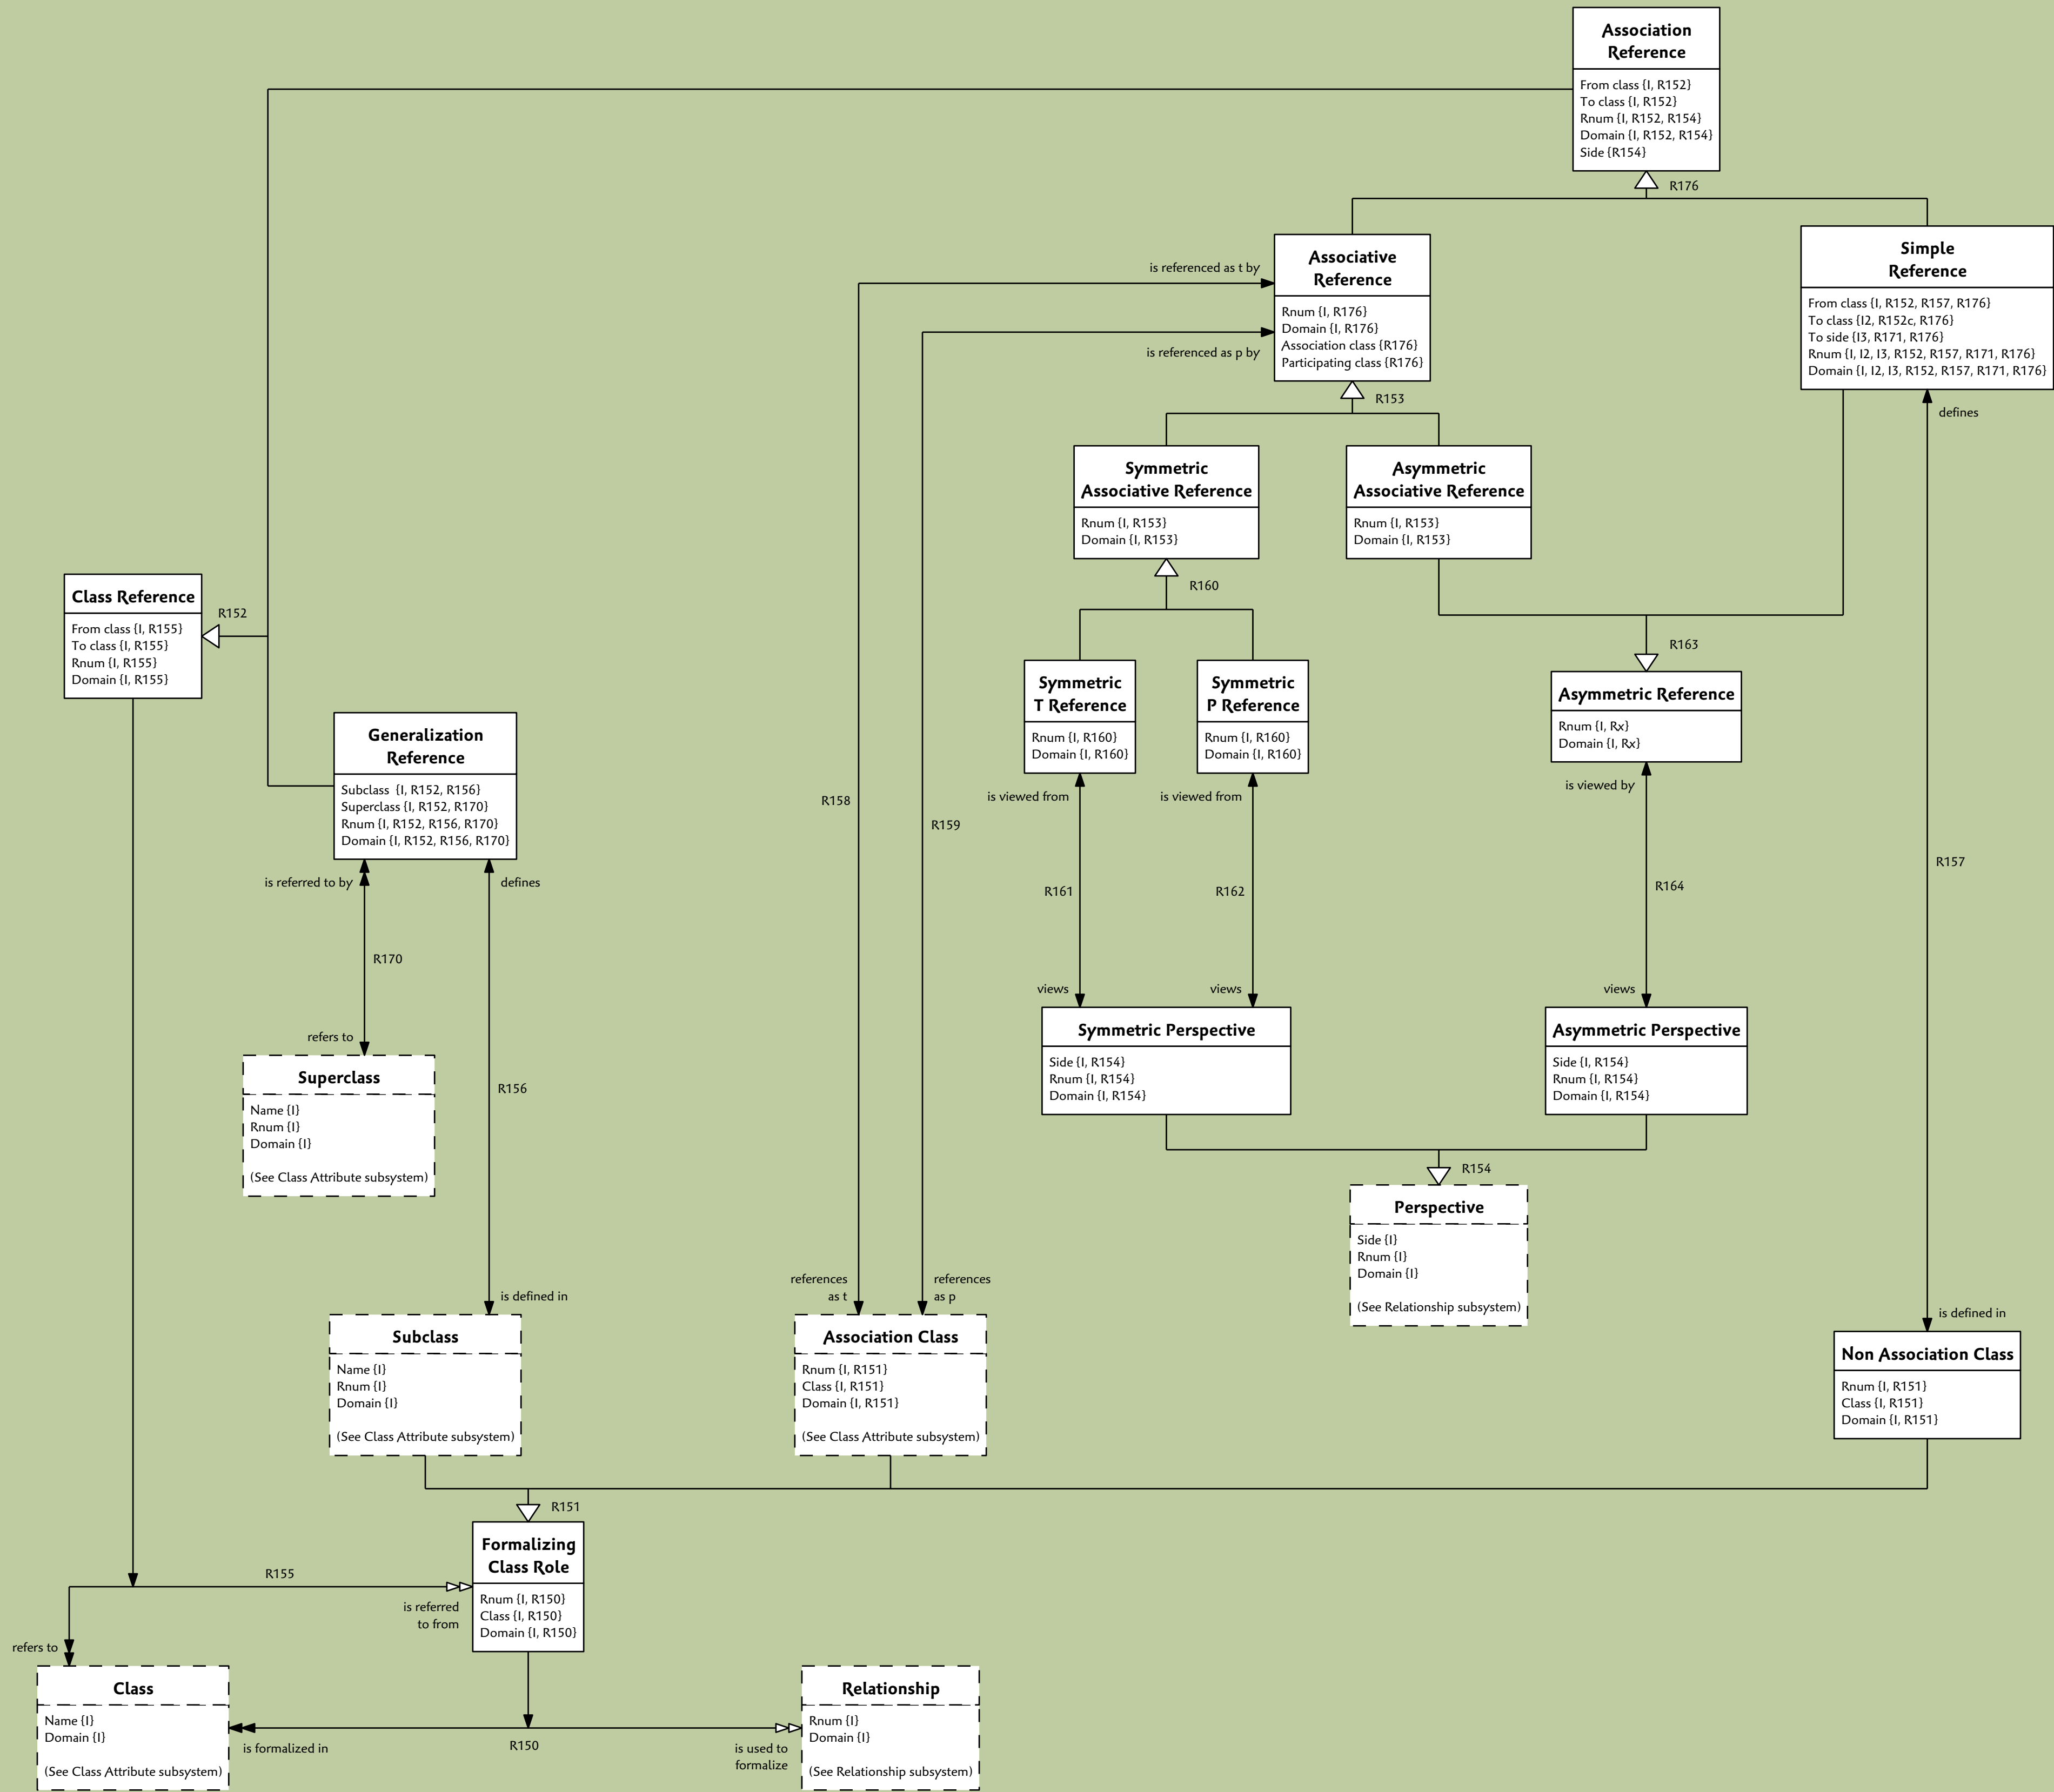 Association
Reference
From class {I, R152}
To class {I, R152}
Rnum {I, R152, R154}
Domain {I, R152, R154}
Side {R154}
R176
is referenced as t by
is referenced as p by
Associative
Reference
Rnum {I, R176}
Domain {I, R176}
Association class {R176}
Participating class {R176}
Simple
Reference
From class {I, R152, R157, R176}
To class {I2, R152c, R176}
To side {I3, R171, R176}
Rnum {I, I2, I3, R152, R157, R171, R176}
Domain {I, I2, I3, R152, R157, R171, R176}
R153
defines
Symmetric
Associative Reference
Rnum {I, R153}
Domain {I, R153}
Asymmetric
Associative Reference
Rnum {I, R153}
Domain {I, R153}
R160
Class Reference
From class {I, R155}
To class {I, R155}
Rnum {I, R155}
Domain {I, R155}
R152
R163
Symmetric
T Reference
Rnum {I, R160}
Domain {I, R160}
Symmetric
P Reference
Rnum {I, R160}
Domain {I, R160}
Asymmetric Reference
Rnum {I, Rx}
Domain {I, Rx}
Generalization
Reference
Subclass {I, R152, R156}
Superclass {I, R152, R170}
Rnum {I, R152, R156, R170}
Domain {I, R152, R156, R170}
is viewed from
is viewed from
is viewed by
R158
R159
R157
is referred to by
defines
R161
R162
R164
R170
views
views
views
refers to
Symmetric Perspective
Side {I, R154}
Rnum {I, R154}
Domain {I, R154}
Asymmetric Perspective
Side {I, R154}
Rnum {I, R154}
Domain {I, R154}
Superclass
Name {I}
Rnum {I}
Domain {I}
(See Class Attribute subsystem)
R156
R154
Perspective
Side {I}
Rnum {I}
Domain {I}
(See Relationship subsystem)
is defined in
references
as t
references
as p
is defined in
Subclass
Name {I}
Rnum {I}
Domain {I}
(See Class Attribute subsystem)
Association Class
Rnum {I, R151}
Class {I, R151}
Domain {I, R151}
(See Class Attribute subsystem)
Non Association Class
Rnum {I, R151}
Class {I, R151}
Domain {I, R151}
R151
Formalizing
Class Role
Rnum {I, R150}
Class {I, R150}
Domain {I, R150}
R155
is referred
to from
refers to
Class
Name {I}
Domain {I}
(See Class Attribute subsystem)
is formalized in
R150
is used to
formalize
Relationship
Rnum {I}
Domain {I}
(See Relationship subsystem)